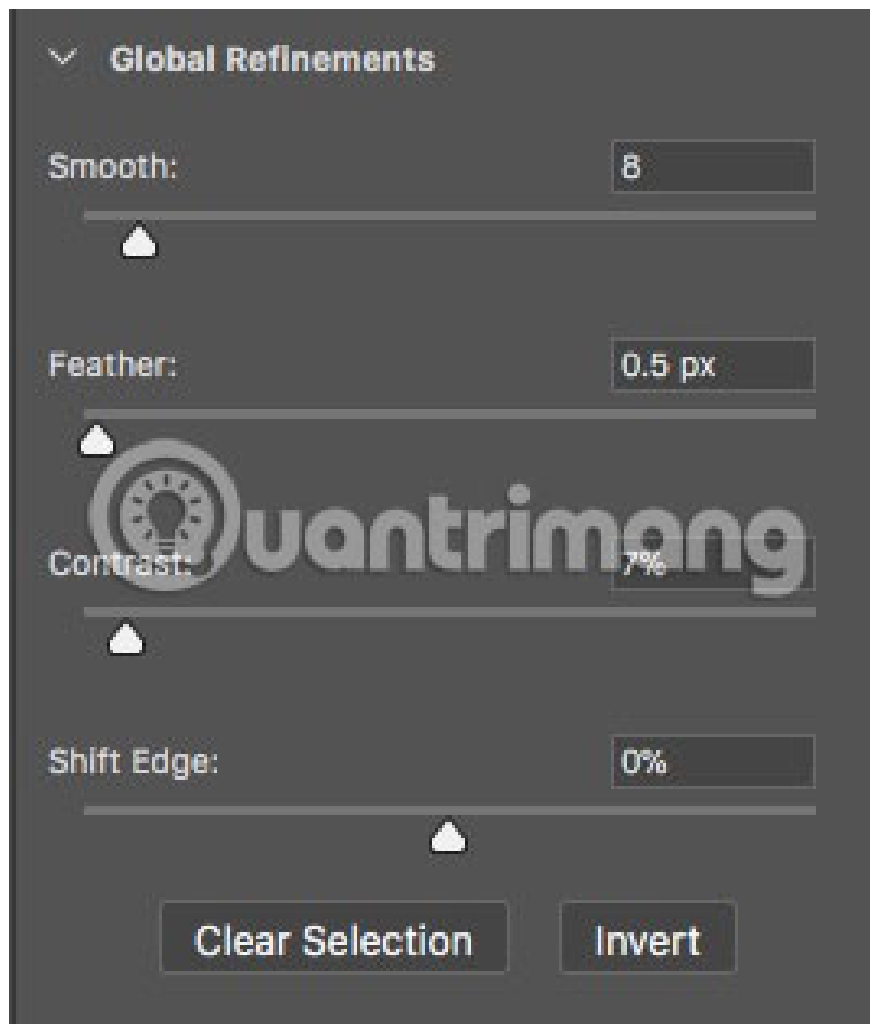 Global Refinements
Smooth: 8
Feather: 0.5 px
Quantrimang
Contrast: 7%
Shift Edge: 0%
Clear Selection Invert